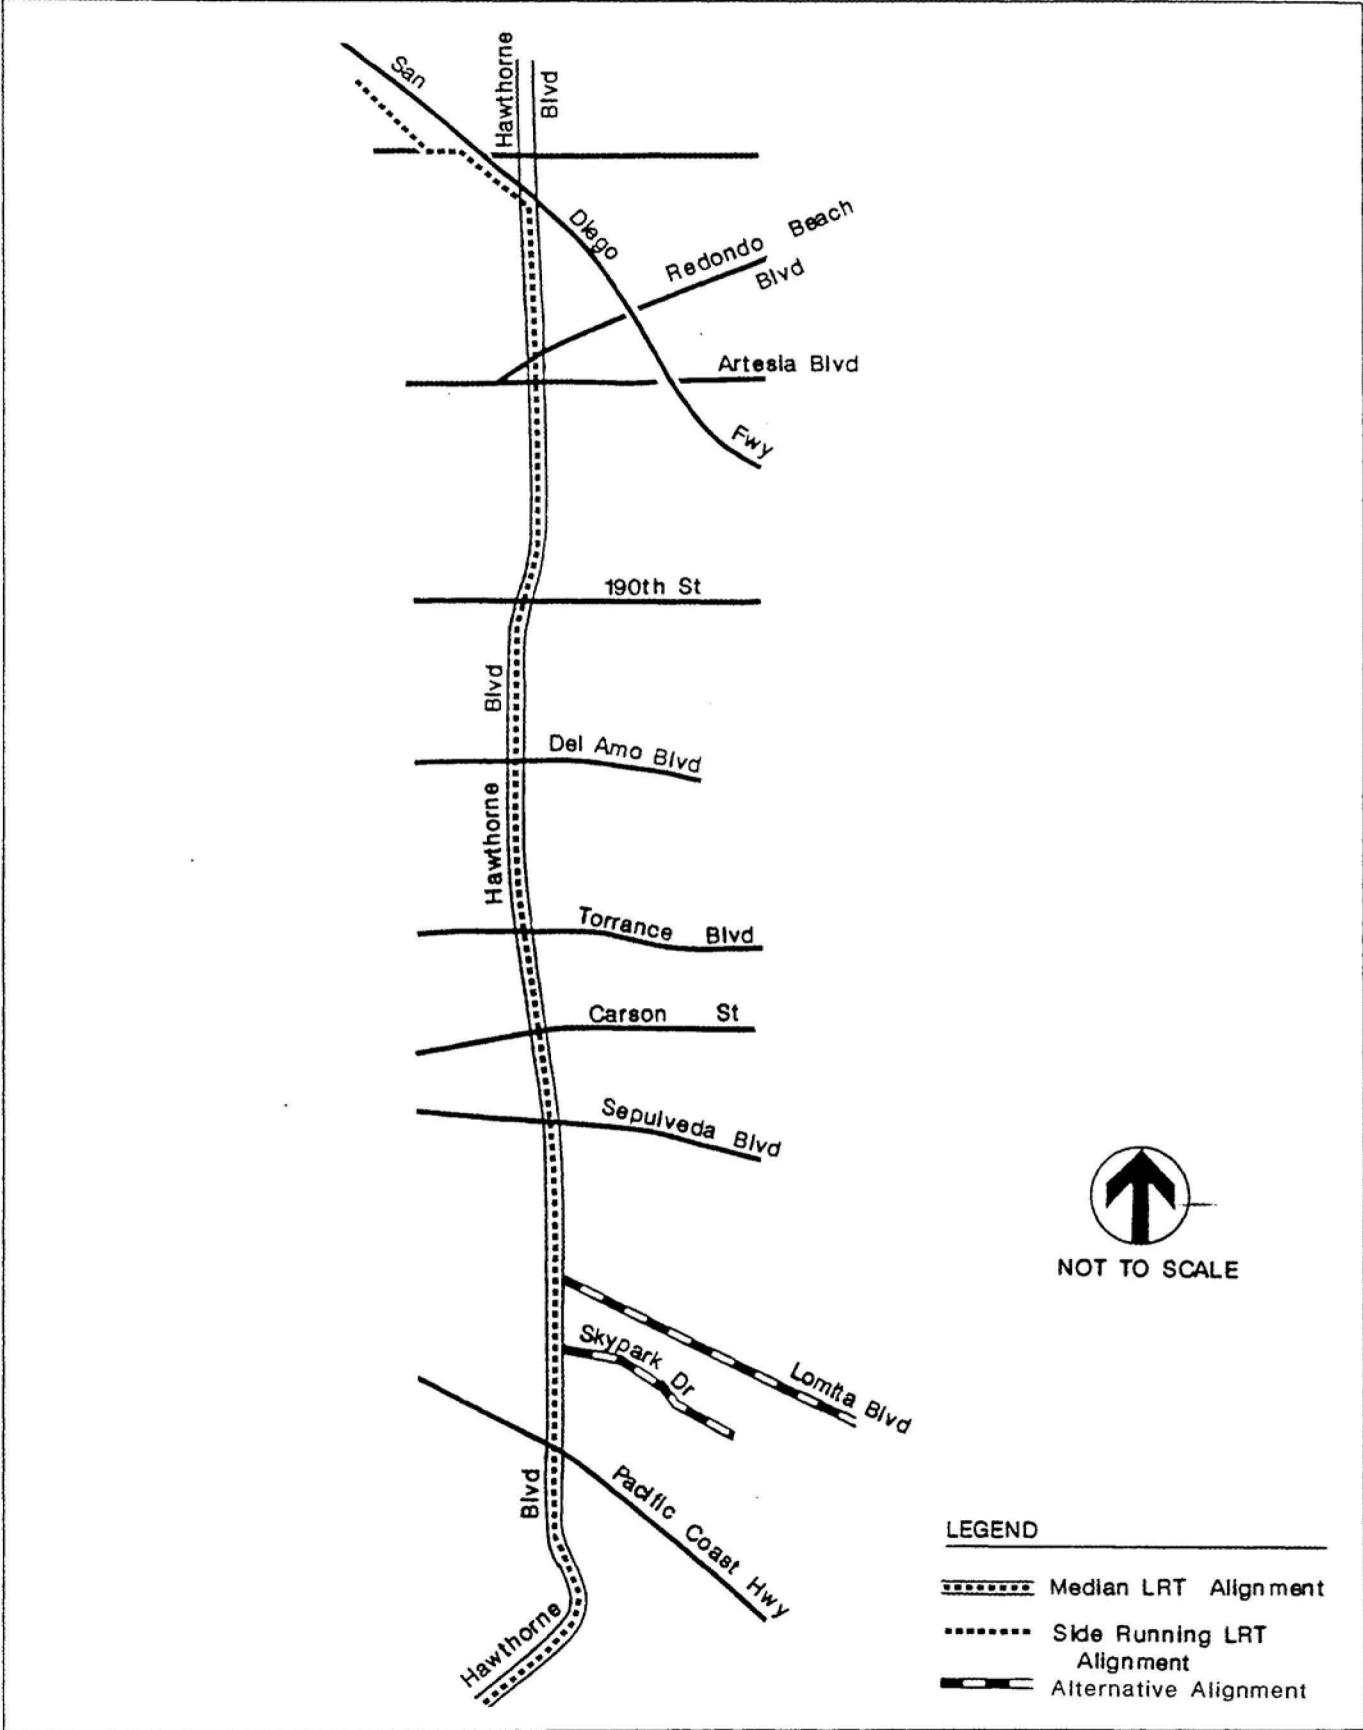 San
Diego
Fwy
Hawthorne
Blvd
Redondo Beach
Blvd
Artesia Blvd
190th St
Blvd
Hawthorne
Del Amo Blvd
Torrance Blvd
Carson St
Sepulveda Blvd
NOT TO SCALE
Skypark Dr
Lomita Blvd
Pacific Coast Hwy
Blvd
Hawthorne
LEGEND
Median LRT Alignment
Side Running LRT
Alignment
Alternative Alignment